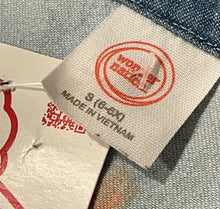 WONDER
NATION
S (6-6X)
MADE IN VIETNAM